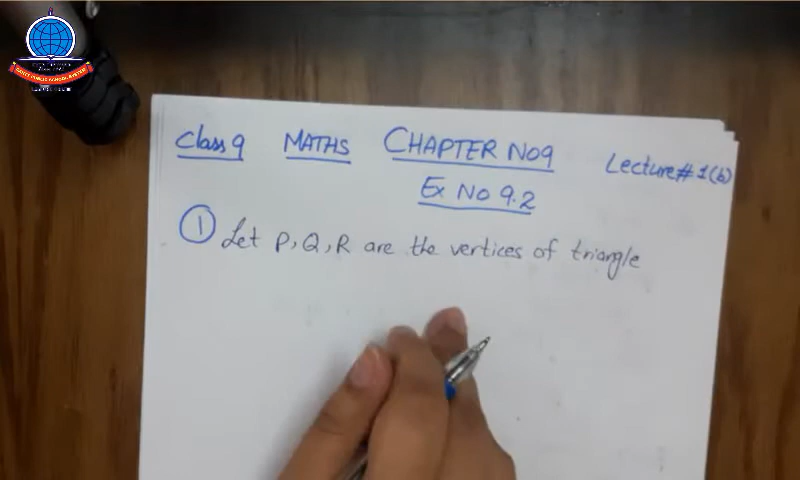 Class 9 MATHS CHAPTER NO 9 Lecture# 1(b)
Ex No 9.2
① Let P, Q, R are the vertices of triangle